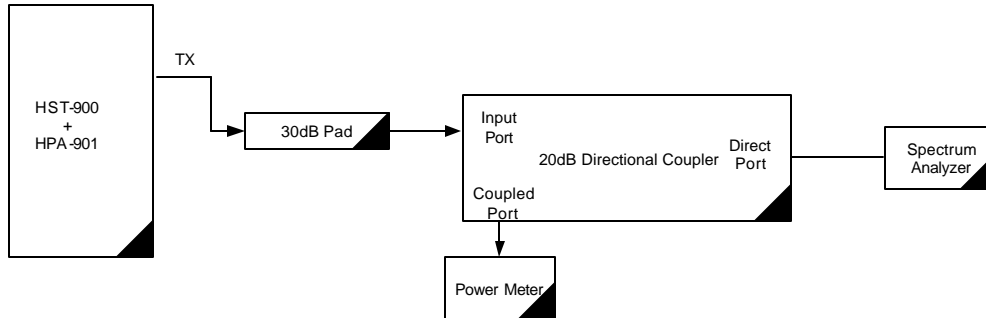 TX
HST-900
+
HPA-901
30dB Pad
Input
Port
20dB Directional Coupler
Direct
Port
Coupled
Port
Spectrum
Analyzer
Power Meter